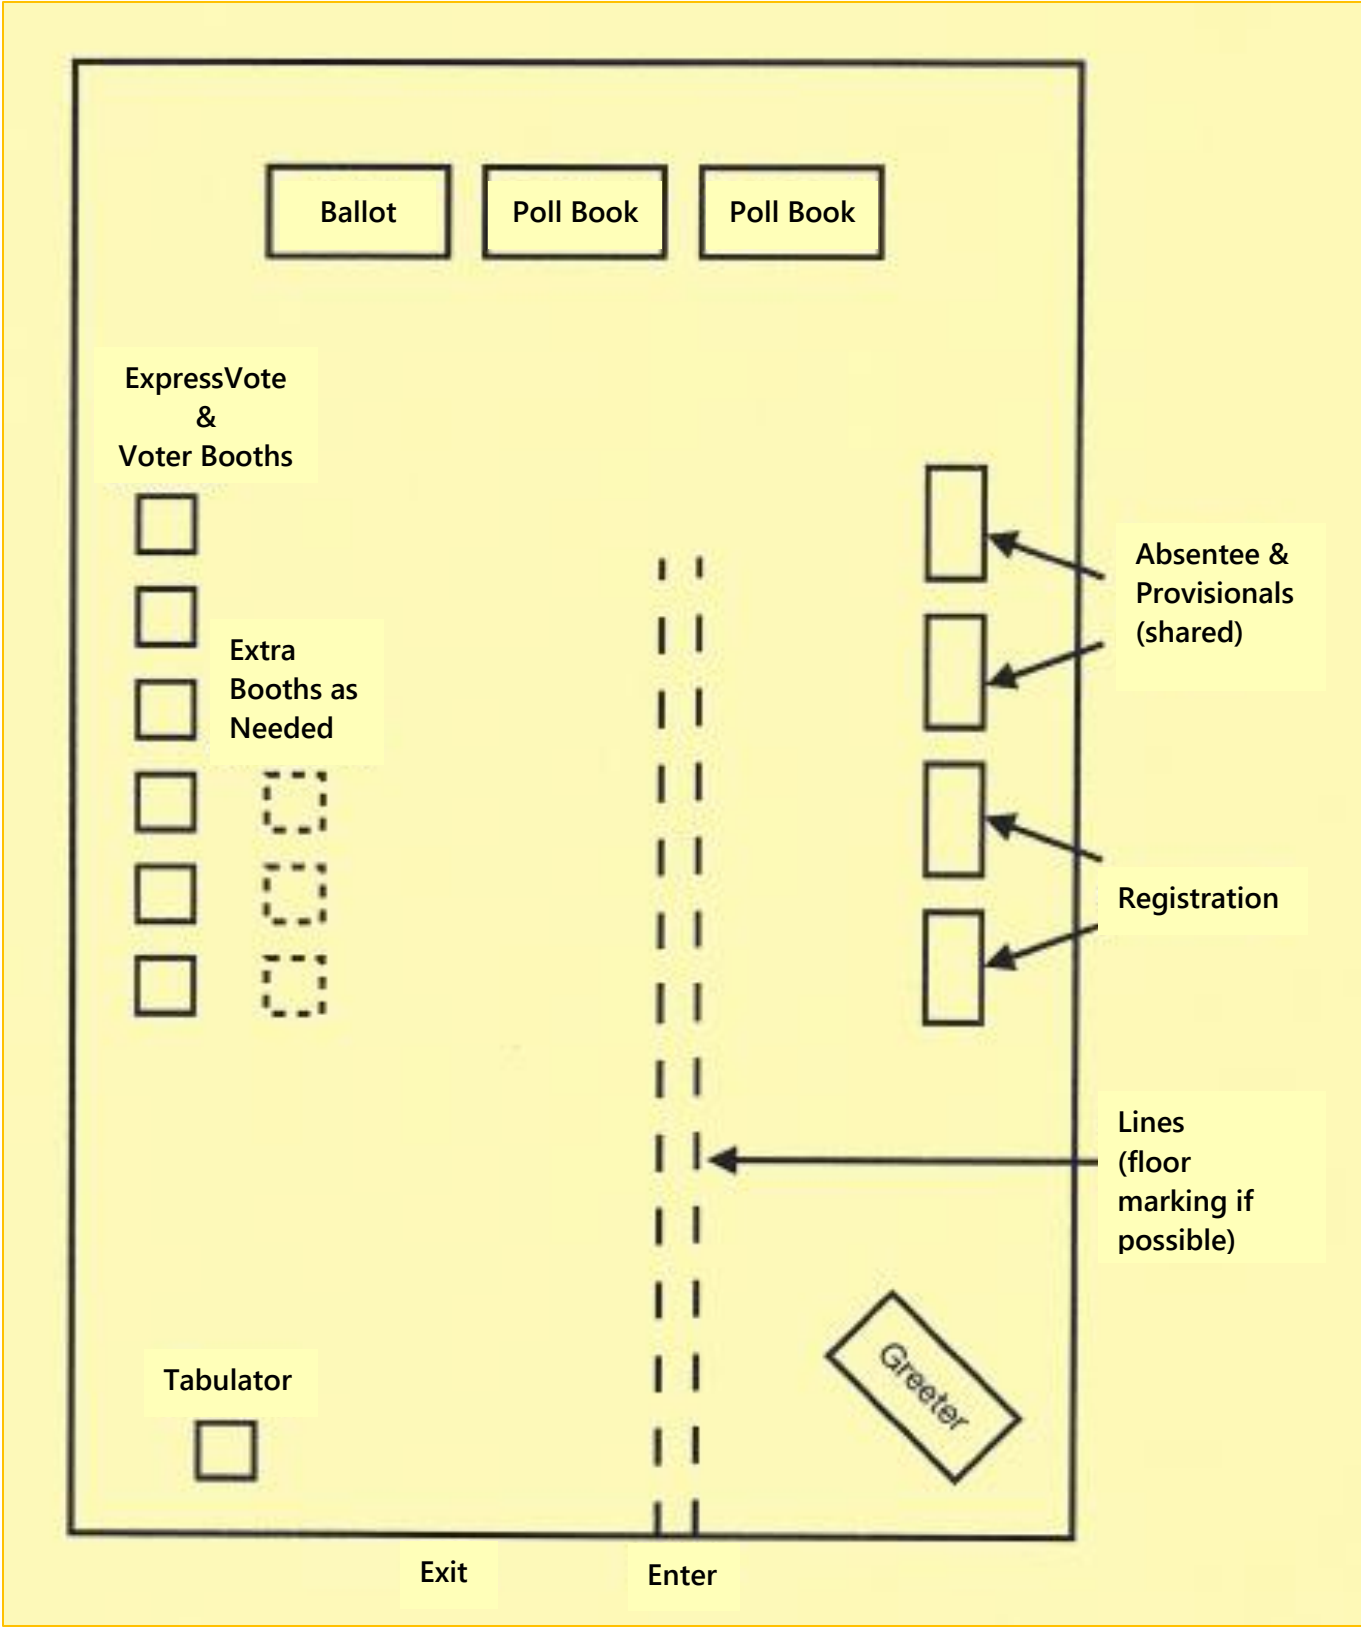 Ballot
Poll Book
Poll Book
ExpressVote
&
Voter Booths
Extra
Booths as
Needed
Absentee &
Provisionals
(shared)
Registration
Lines
(floor
marking if
possible)
Greeter
Tabulator
Exit
Enter